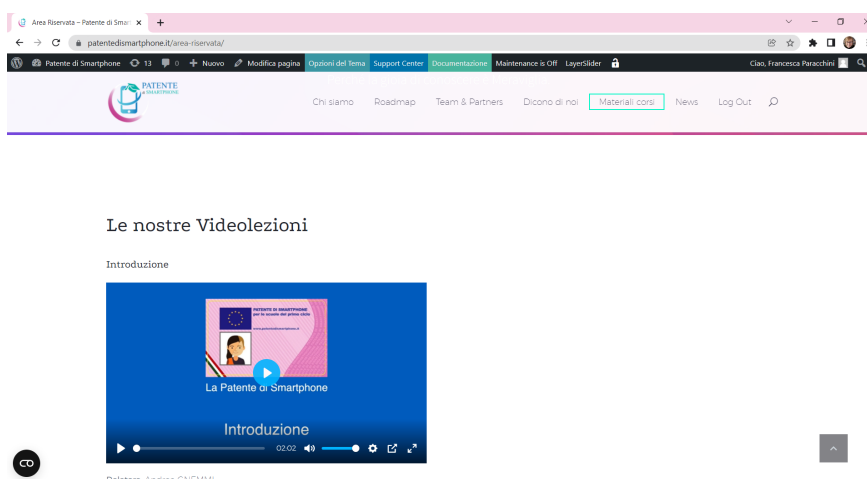 Area Riservata – Patente di Smar
patentedismartphone.it/area-riservata/
Patente di Smartphone 13 0 Nuovo Modifica pagina Opzioni del Tema Support Center Documentazione Maintenance is Off LayerSlider Ciao, Francesca Paracchini
PATENTE
di SMARTPHONE
Chi siamo Roadmap Team & Partners Dicono di noi Materiali corsi News Log Out
Le nostre Videolezioni
Introduzione
PATENTE DI SMARTPHONE
per le scuole del primo ciclo
www.patentedismartphone.it
La Patente di Smartphone
Introduzione
02:02